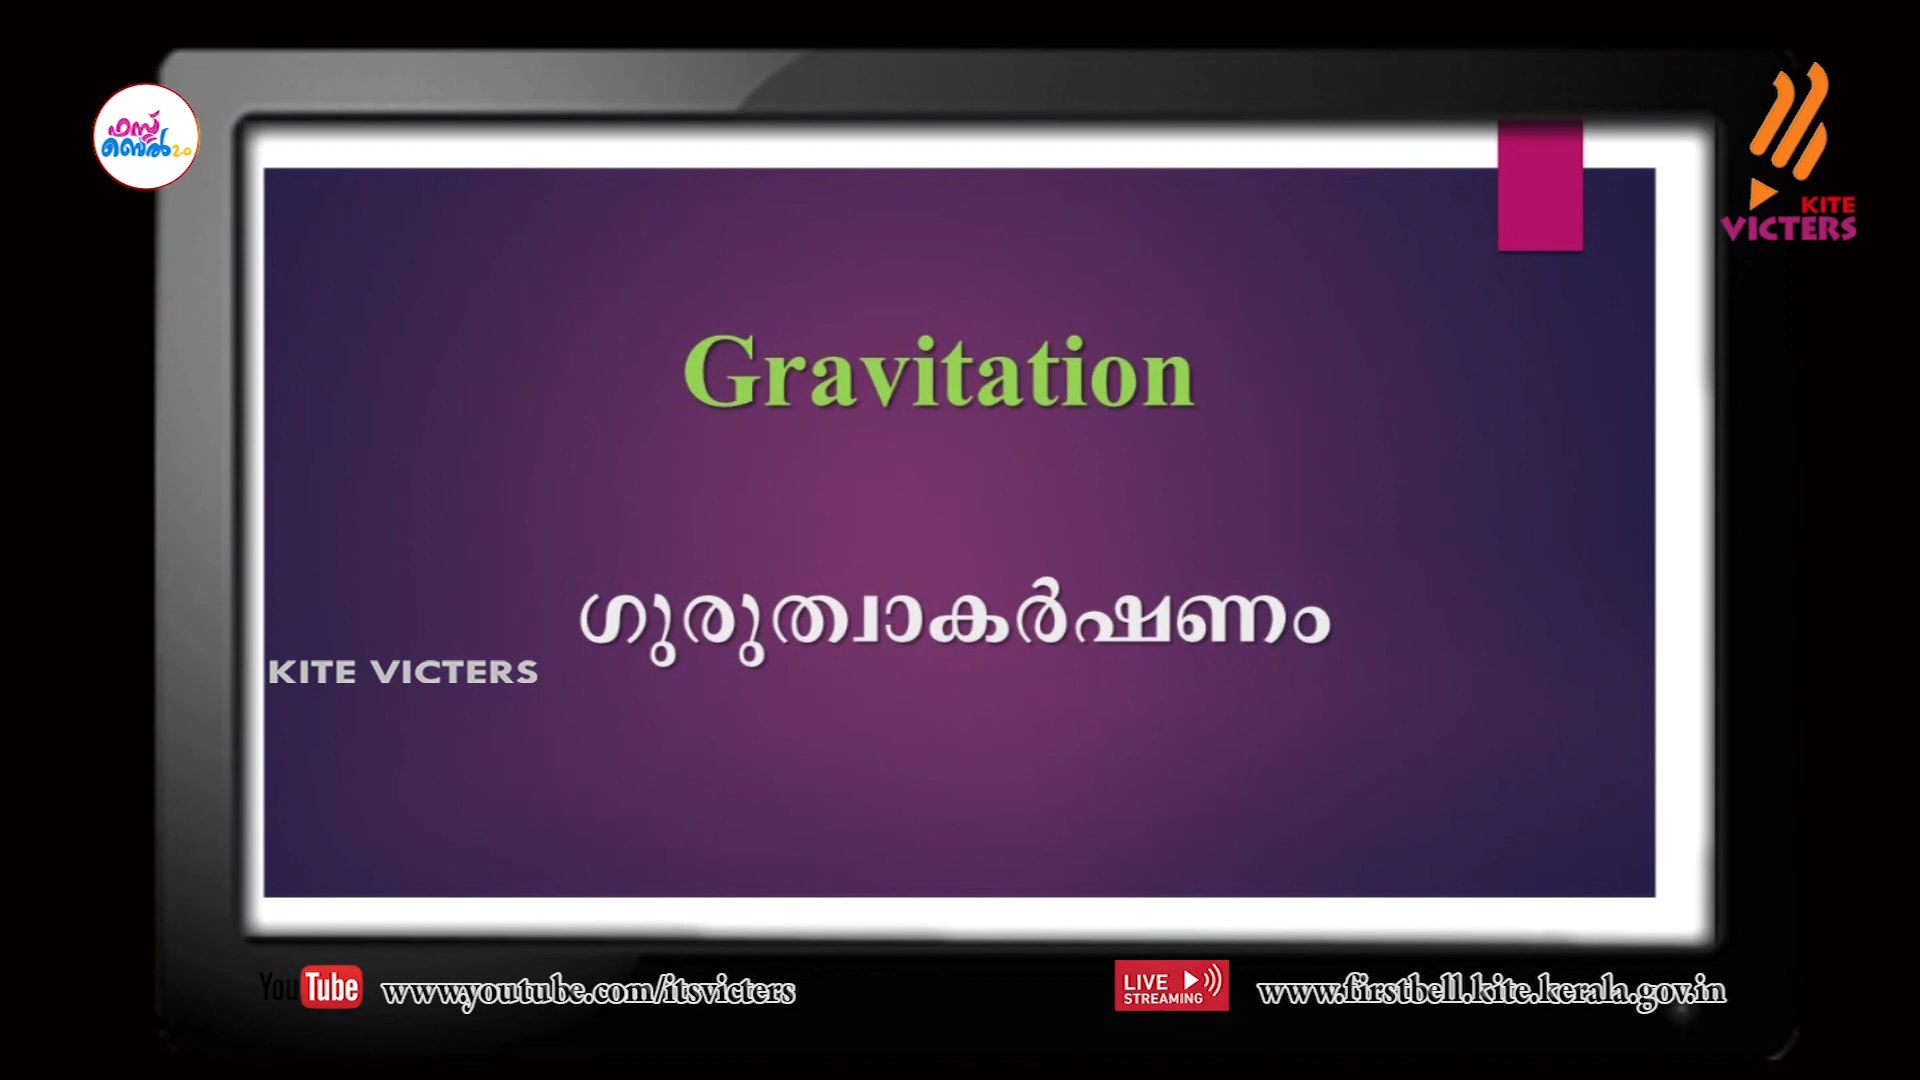 ഫസ്റ്റ്
ബെൽ 2.0
KITE
VICTERS
Gravitation
ഗുരുത്വാകർഷണം
KITE VICTERS
YouTube www.youtube.com/itsvicters
LIVE
STREAMING
www.firstbell.kite.kerala.gov.in